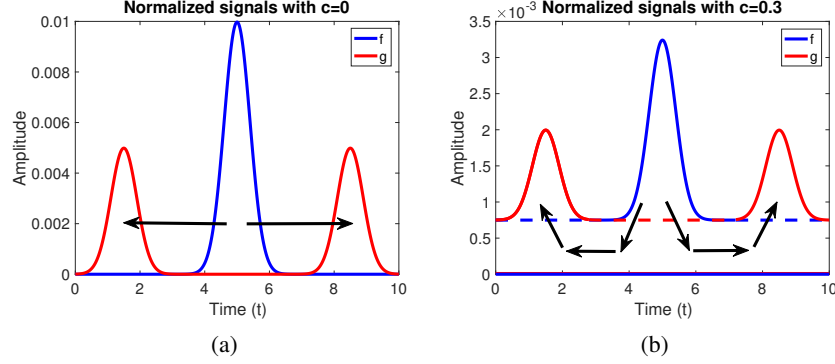 Normalized signals with c=0
0.01
0.008
0.006
0.004
0.002
0
0 2 4 6 8 10
Amplitude
Time (t)
f
g
(a)
×10⁻³ Normalized signals with c=0.3
3.5
3
2.5
2
1.5
1
0.5
0
0 2 4 6 8 10
Amplitude
Time (t)
f
g
(b)